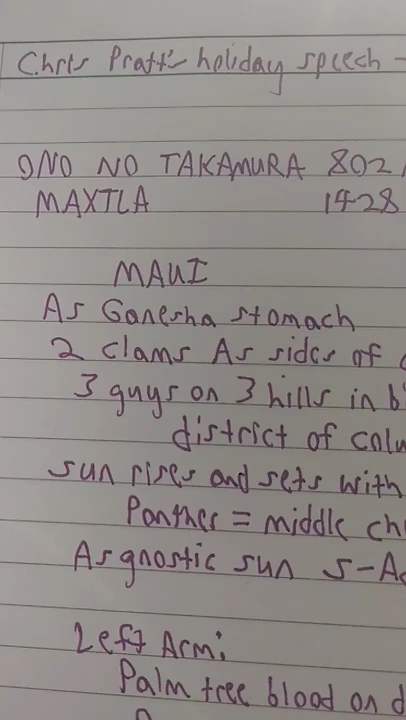 Chris Pratt's holiday speech -
ONO NO TAKAMURA 802
MAXTLA 1428
MAUI
As Ganesha stomach
2 clams As sides of
3 guys on 3 hills in b
district of colu
sun rises and sets with
Panther = middle ch
As gnostic sun S-A
Left Arm:
Palm tree blood on d